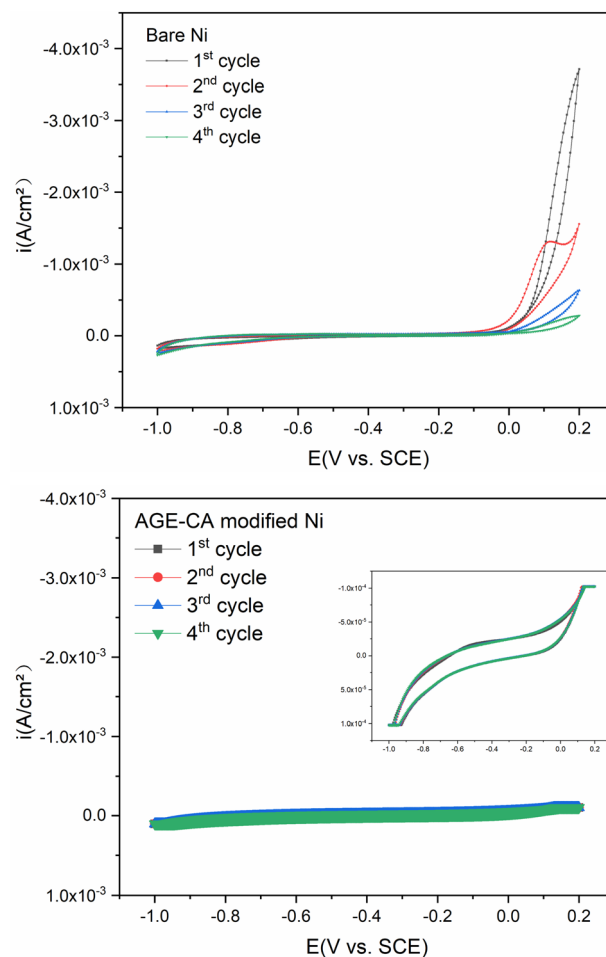 Bare Ni
1st cycle
2nd cycle
3rd cycle
4th cycle
-4.0x10-3
-3.0x10-3
-2.0x10-3
-1.0x10-3
0.0
1.0x10-3
i(A/cm²)
-1.0 -0.8 -0.6 -0.4 -0.2 0.0 0.2
E(V vs. SCE)
AGE-CA modified Ni
1st cycle
2nd cycle
3rd cycle
4th cycle
-4.0x10-3
-3.0x10-3
-2.0x10-3
-1.0x10-3
0.0
1.0x10-3
i(A/cm²)
-1.0x10-4
-5.0x10-5
0.0
5.0x10-5
1.0x10-4
-1.0 -0.8 -0.6 -0.4 -0.2 0.0 0.2
-1.0 -0.8 -0.6 -0.4 -0.2 0.0 0.2
E(V vs. SCE)